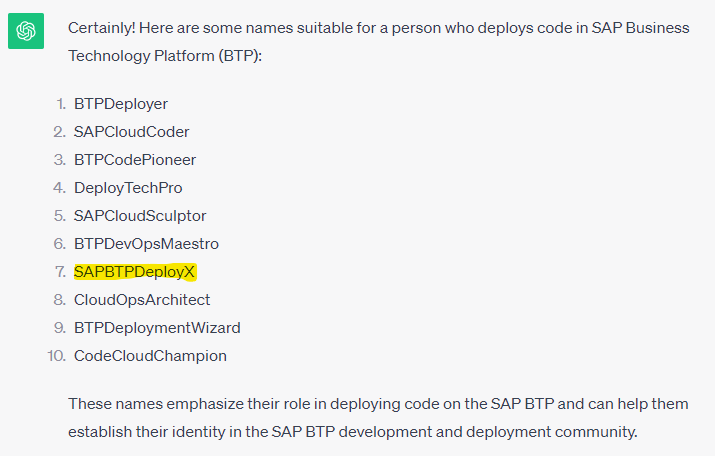 Certainly! Here are some names suitable for a person who deploys code in SAP Business
Technology Platform (BTP):
1. BTPDeployer
2. SAPCloudCoder
3. BTPCodePioneer
4. DeployTechPro
5. SAPCloudSculptor
6. BTPDevOpsMaestro
7. SAPBTPDeployX
8. CloudOpsArchitect
9. BTPDeploymentWizard
10. CodeCloudChampion
These names emphasize their role in deploying code on the SAP BTP and can help them
establish their identity in the SAP BTP development and deployment community.